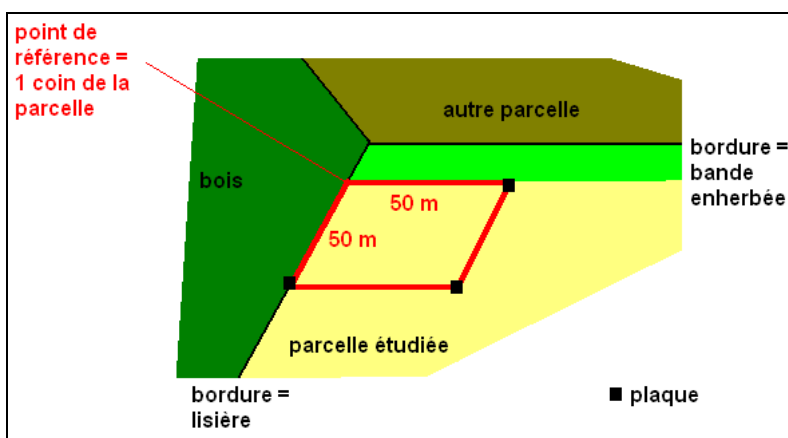 point de
référence =
1 coin de la
parcelle
autre parcelle
bois
bordure =
bande
enherbée
50 m
50 m
parcelle étudiée
bordure =
lisière
plaque